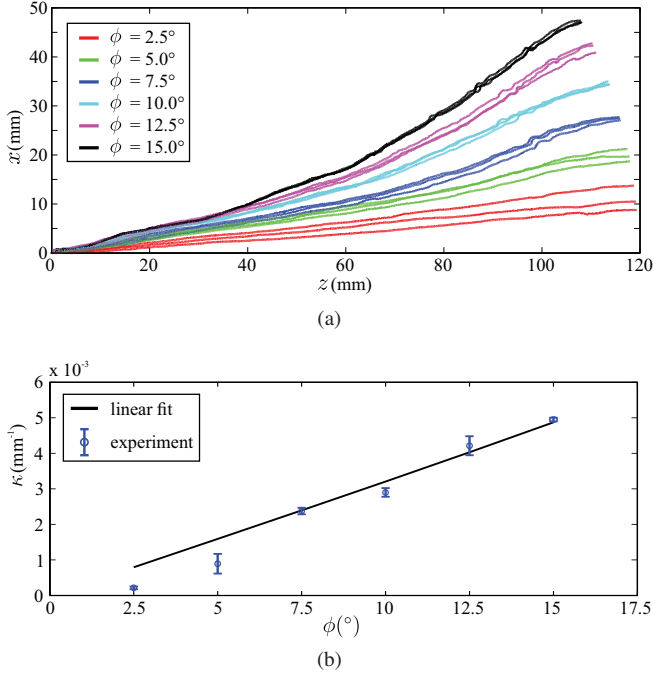 50
40
30
20
10
0
x (mm)
ϕ = 2.5°
ϕ = 5.0°
ϕ = 7.5°
ϕ = 10.0°
ϕ = 12.5°
ϕ = 15.0°
0 20 40 60 80 100 120
z (mm)
(a)
x 10⁻³
6
5
4
3
2
1
0
κ (mm⁻¹)
linear fit
experiment
0 2.5 5 7.5 10 12.5 15 17.5
ϕ(°)
(b)